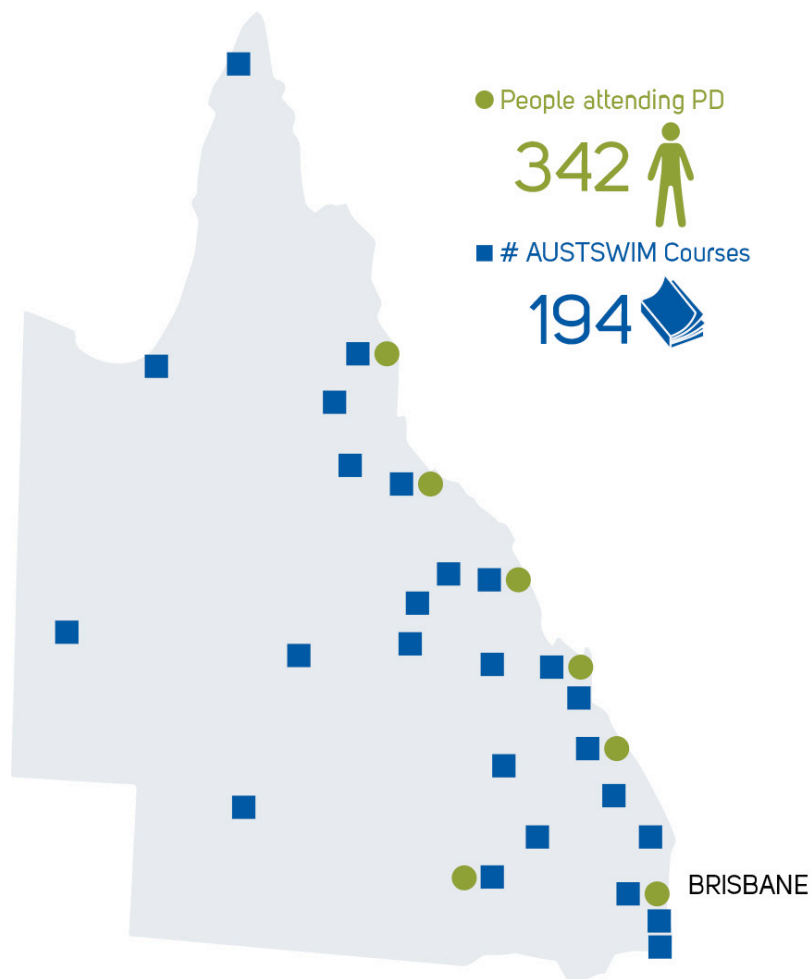 People attending PD
342
# AUSTSWIM Courses
194
BRISBANE